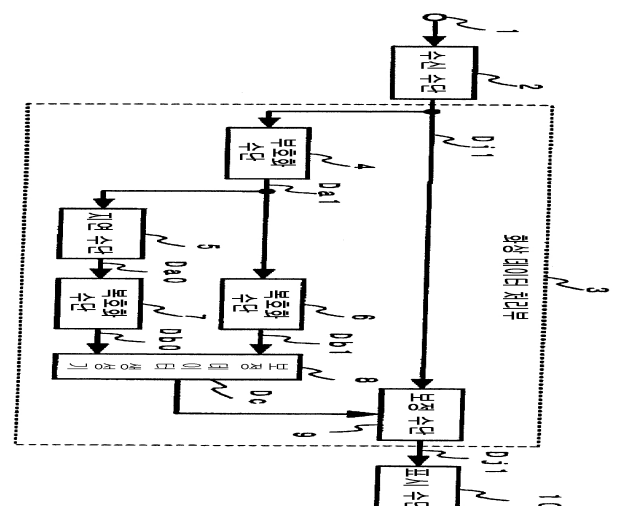 1
수신 수단
2
Di1
화상 데이터 처리부
3
부호화
수단
4
Da1
지연 수단
5
Da0
복호화
수단
6
Db1
복호화
수단
7
Db0
보정 데이터 생성기
8
Dc
보정 수단
9
Dj1
표시 수단
10